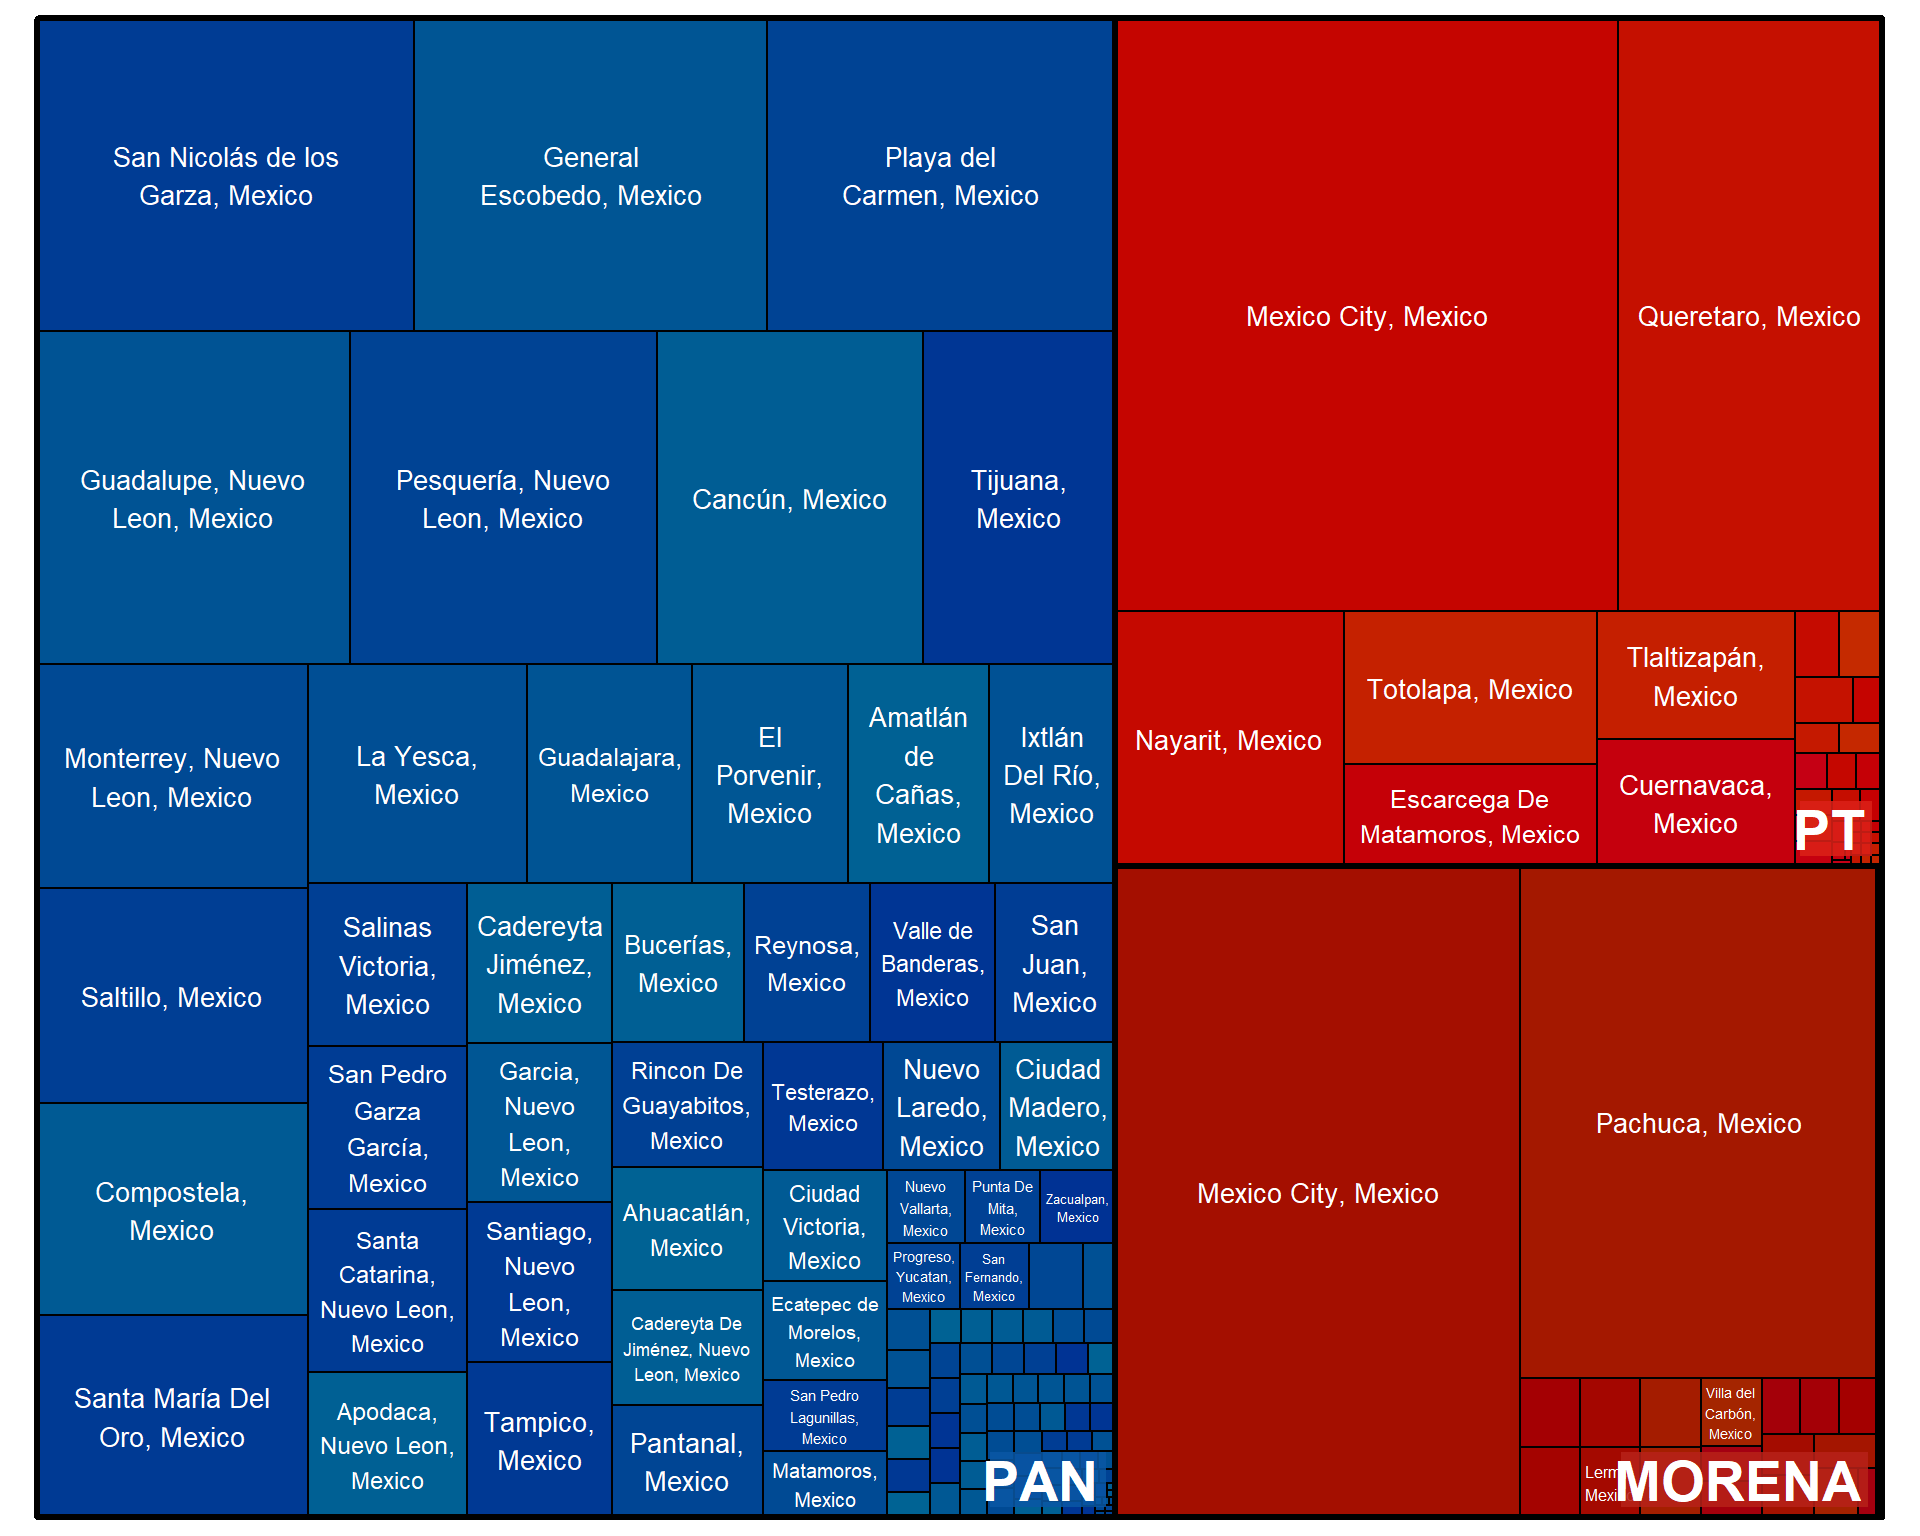 San Nicolás de los
Garza, Mexico
General
Escobedo, Mexico
Playa del
Carmen, Mexico
Guadalupe, Nuevo
Leon, Mexico
Pesquería, Nuevo
Leon, Mexico
Cancún, Mexico
Tijuana,
Mexico
Monterrey, Nuevo
Leon, Mexico
La Yesca,
Mexico
Guadalajara,
Mexico
El
Porvenir,
Mexico
Amatlán
de
Cañas,
Mexico
Ixtlán
Del Río,
Mexico
Saltillo, Mexico
Salinas
Victoria,
Mexico
Cadereyta
Jiménez,
Mexico
Bucerías,
Mexico
Reynosa,
Mexico
Valle de
Banderas,
Mexico
San
Juan,
Mexico
San Pedro
Garza
García,
Mexico
Garcia,
Nuevo
Leon,
Mexico
Rincon De
Guayabitos,
Mexico
Testerazo,
Mexico
Nuevo
Laredo,
Mexico
Ciudad
Madero,
Mexico
Compostela,
Mexico
Santa
Catarina,
Nuevo Leon,
Mexico
Santiago,
Nuevo
Leon,
Mexico
Ahuacatlán,
Mexico
Ciudad
Victoria,
Mexico
Nuevo
Vallarta,
Mexico
Punta De
Mita,
Mexico
Zacualpan,
Mexico
Progreso,
Yucatan,
Mexico
San
Fernando,
Mexico
Santa María Del
Oro, Mexico
Apodaca,
Nuevo Leon,
Mexico
Tampico,
Mexico
Cadereyta De
Jiménez, Nuevo
Leon, Mexico
Ecatepec de
Morelos,
Mexico
San Pedro
Lagunillas,
Mexico
Pantanal,
Mexico
Matamoros,
Mexico
PAN
Mexico City, Mexico
Queretaro, Mexico
Nayarit, Mexico
Totolapa, Mexico
Tlaltizapán,
Mexico
Escarcega De
Matamoros, Mexico
Cuernavaca,
Mexico
PT
Mexico City, Mexico
Pachuca, Mexico
Villa del
Carbón,
Mexico
MORENA